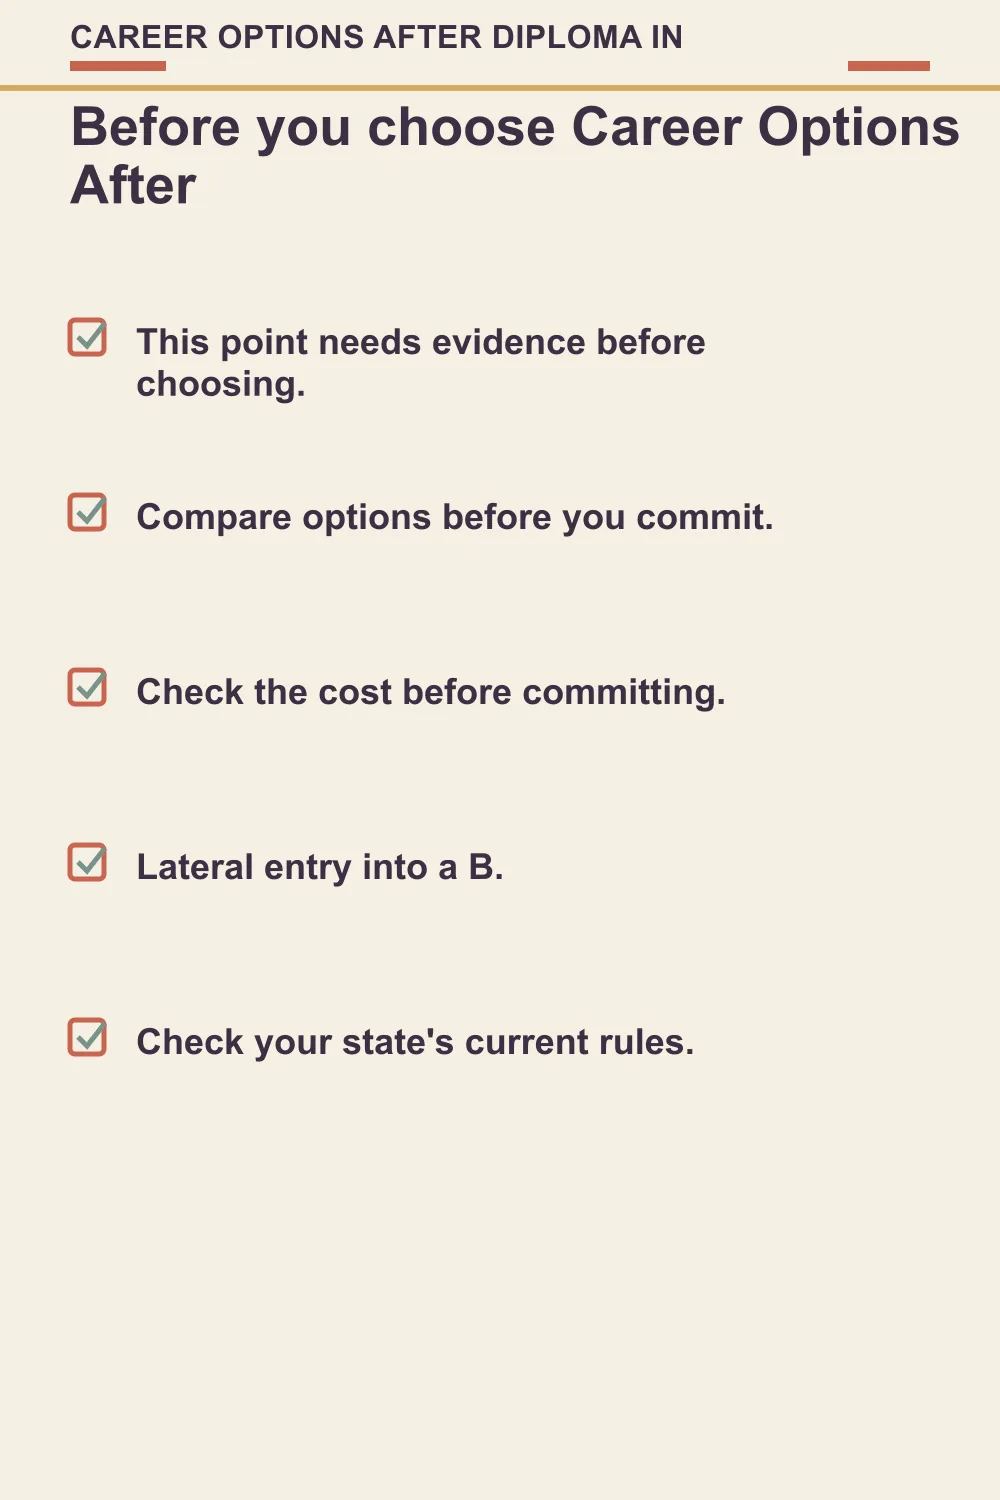 CAREER OPTIONS AFTER DIPLOMA IN
Before you choose Career Options
After
This point needs evidence before
choosing.
Compare options before you commit.
Check the cost before committing.
Lateral entry into a B.
Check your state's current rules.